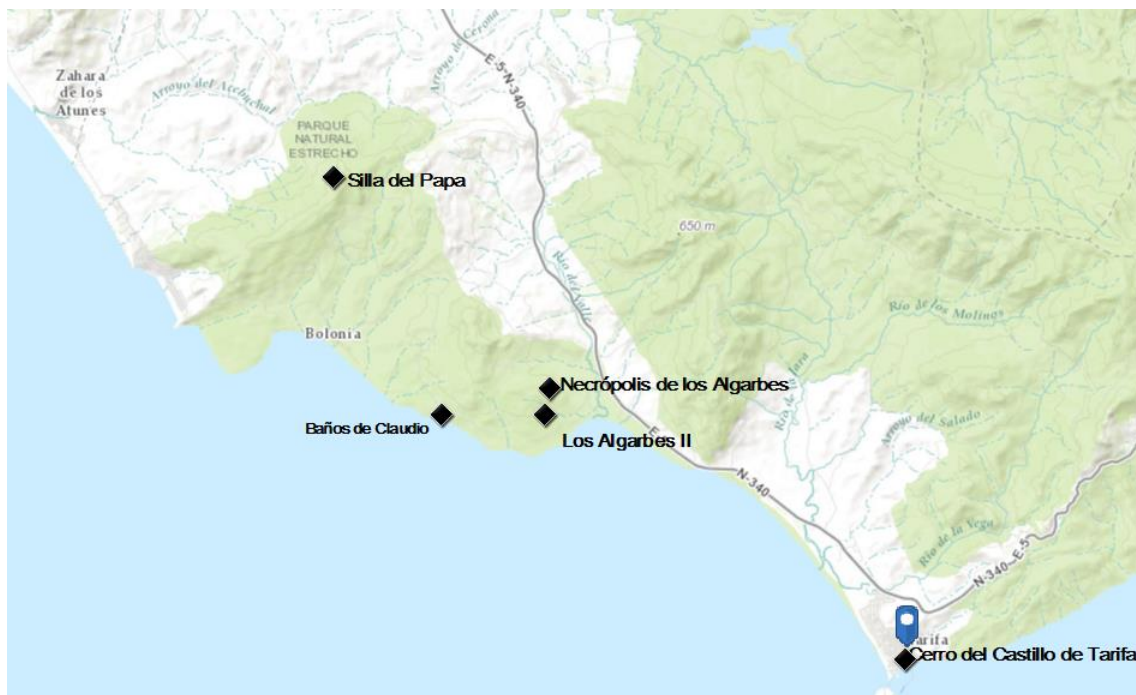 Zahara
de los
Atunes
Arroyo del Acebuchal
Arroyo de Cerona
E-5-N-340
PARQUE
NATURAL
ESTRECHO
Silla del Papa
650 m
Río del Valle
Río de los Molinos
Bolonia
Necrópolis de los Algarbes
Río de la Jara
Baños de Claudio
Los Algarbes II
E-
Arroyo del Salado
N-340
Río de la Vega
N-340-E-5
Tarifa
Cerro del Castillo de Tarifa